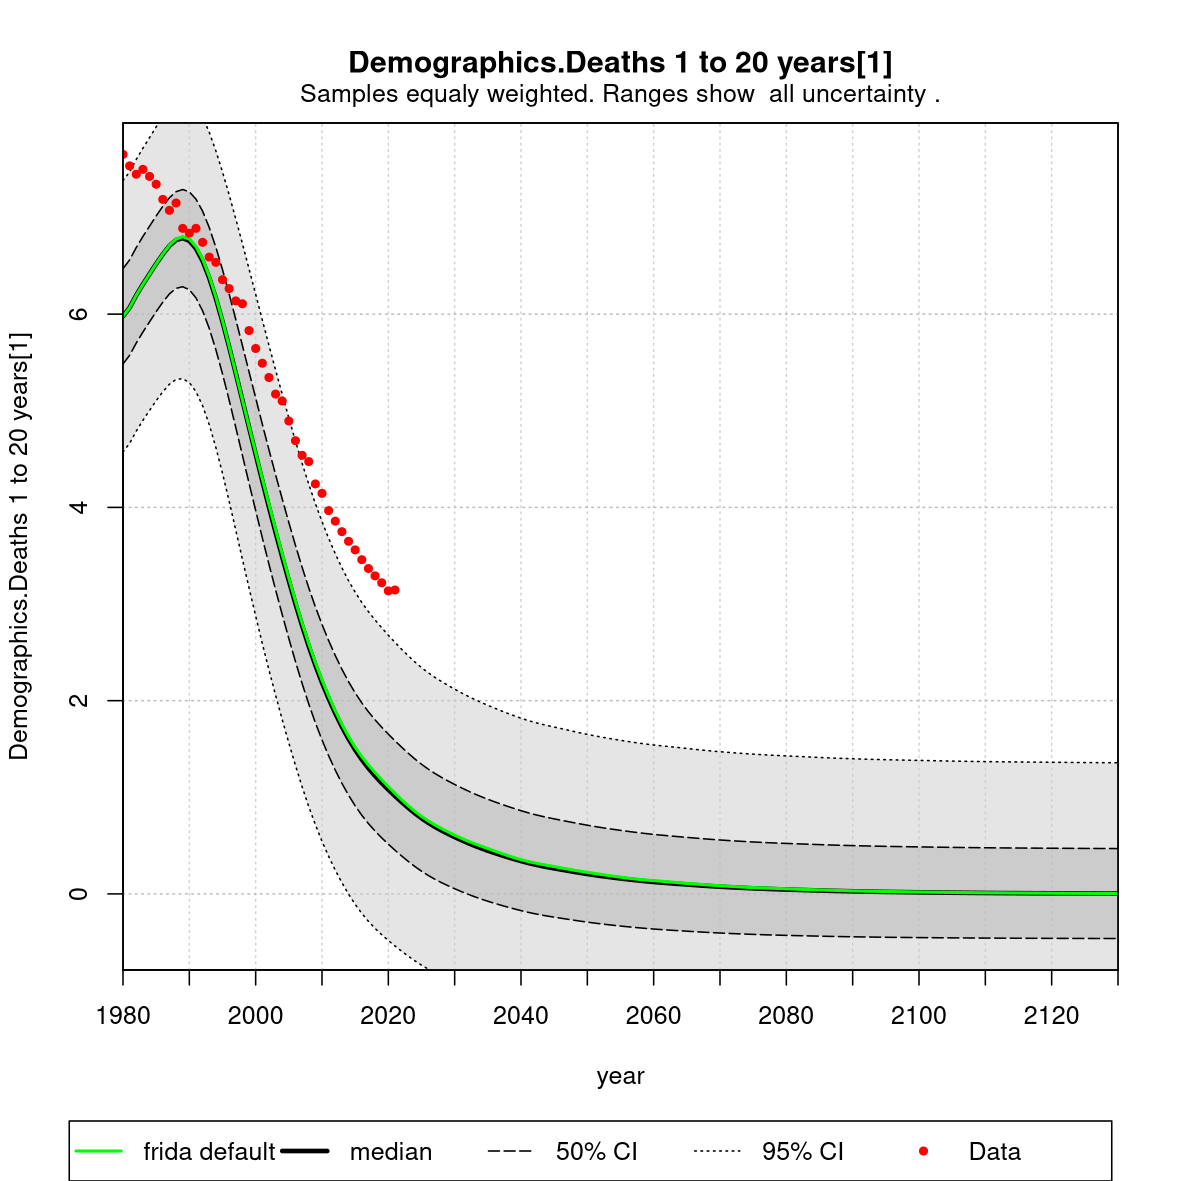 Demographics.Deaths 1 to 20 years[1]
Samples equaly weighted. Ranges show  all uncertainty .
Demographics.Deaths 1 to 20 years[1]
6
4
2
0
1980 2000 2020 2040 2060 2080 2100 2120
year
frida default median 50% CI 95% CI Data